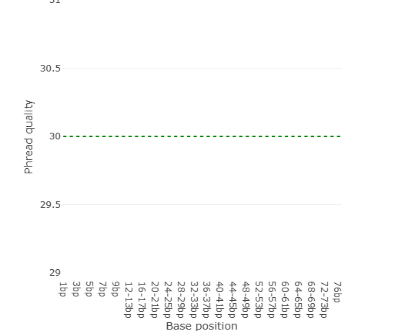 31
30.5
30
29.5
29
Phread quality
1bp
3bp
5bp
7bp
9bp
12-13bp
16-17bp
20-21bp
24-25bp
28-29bp
32-33bp
36-37bp
40-41bp
44-45bp
48-49bp
52-53bp
56-57bp
60-61bp
64-65bp
68-69bp
72-73bp
76bp
Base position